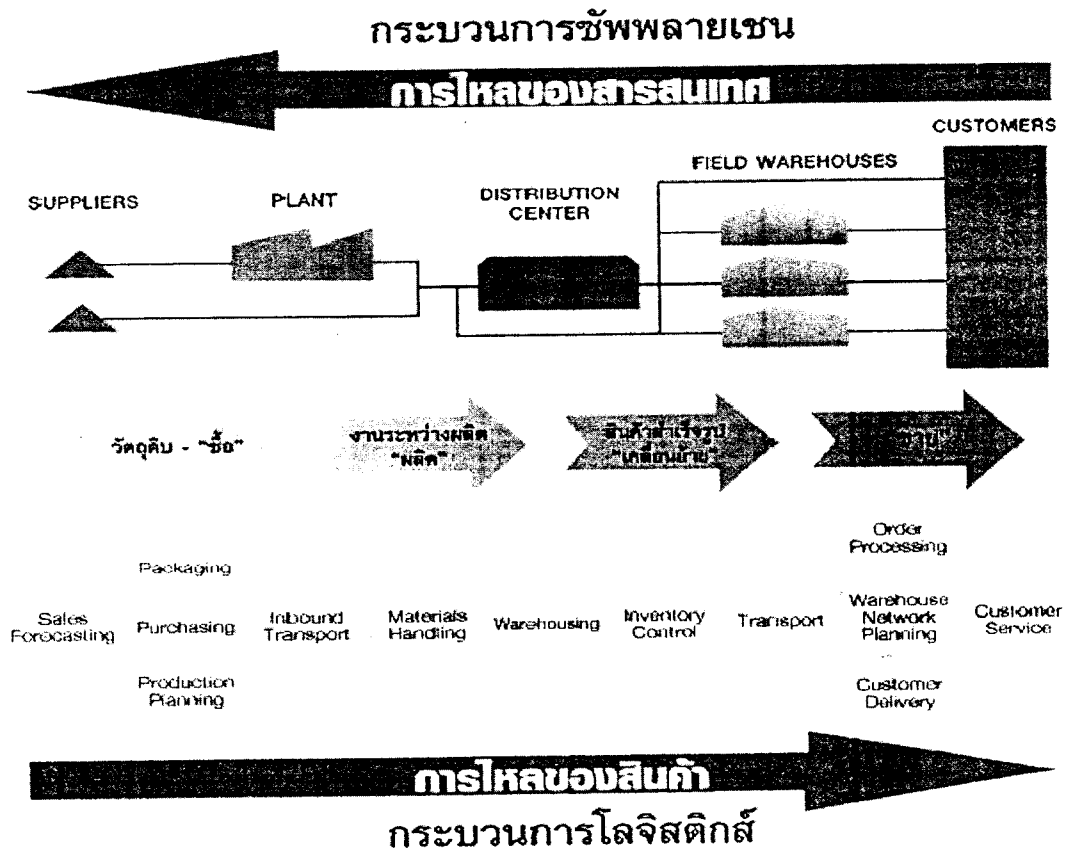 กระบวนการซัพพลายเชน
การไหลของสารสนเทศ
CUSTOMERS
FIELD WAREHOUSES
SUPPLIERS
PLANT
DISTRIBUTION
CENTER
วัตถุดิบ - "ซื้อ"
งานระหว่างผลิต
"ผลิต"
สินค้าสำเร็จรูป
"เคลื่อนย้าย"
"ขาย"
Order
Processing
Packaging
Sales
Forecasting
Purchasing
Inbound
Transport
Materials
Handling
Warehousing
Inventory
Control
Transport
Warehouse
Network
Planning
Customer
Service
Production
Planning
Customer
Delivery
การไหลของสินค้า
กระบวนการโลจิสติกส์